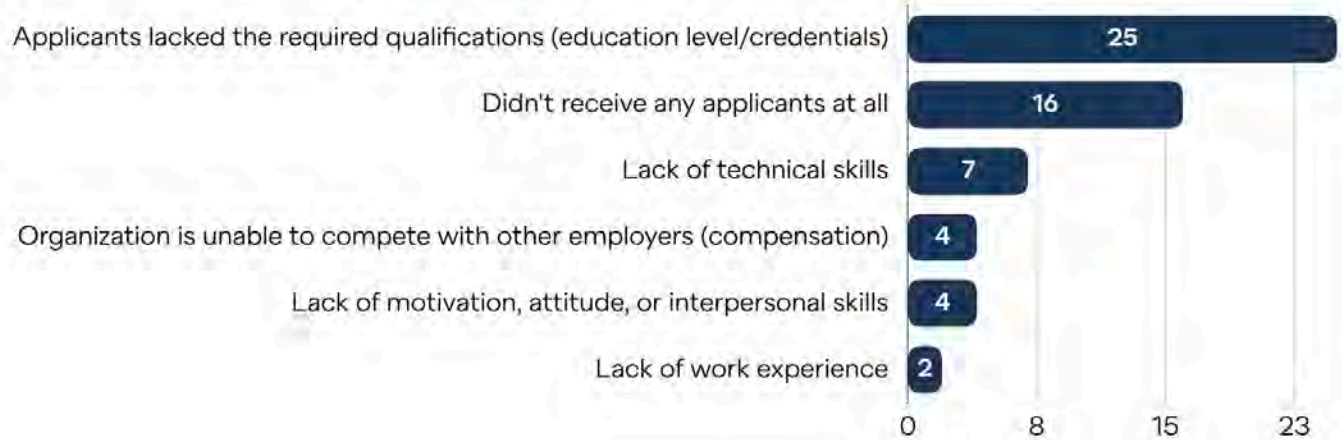 Applicants lacked the required qualifications (education level/credentials) 25
Didn't receive any applicants at all 16
Lack of technical skills 7
Organization is unable to compete with other employers (compensation) 4
Lack of motivation, attitude, or interpersonal skills 4
Lack of work experience 2
0 8 15 23